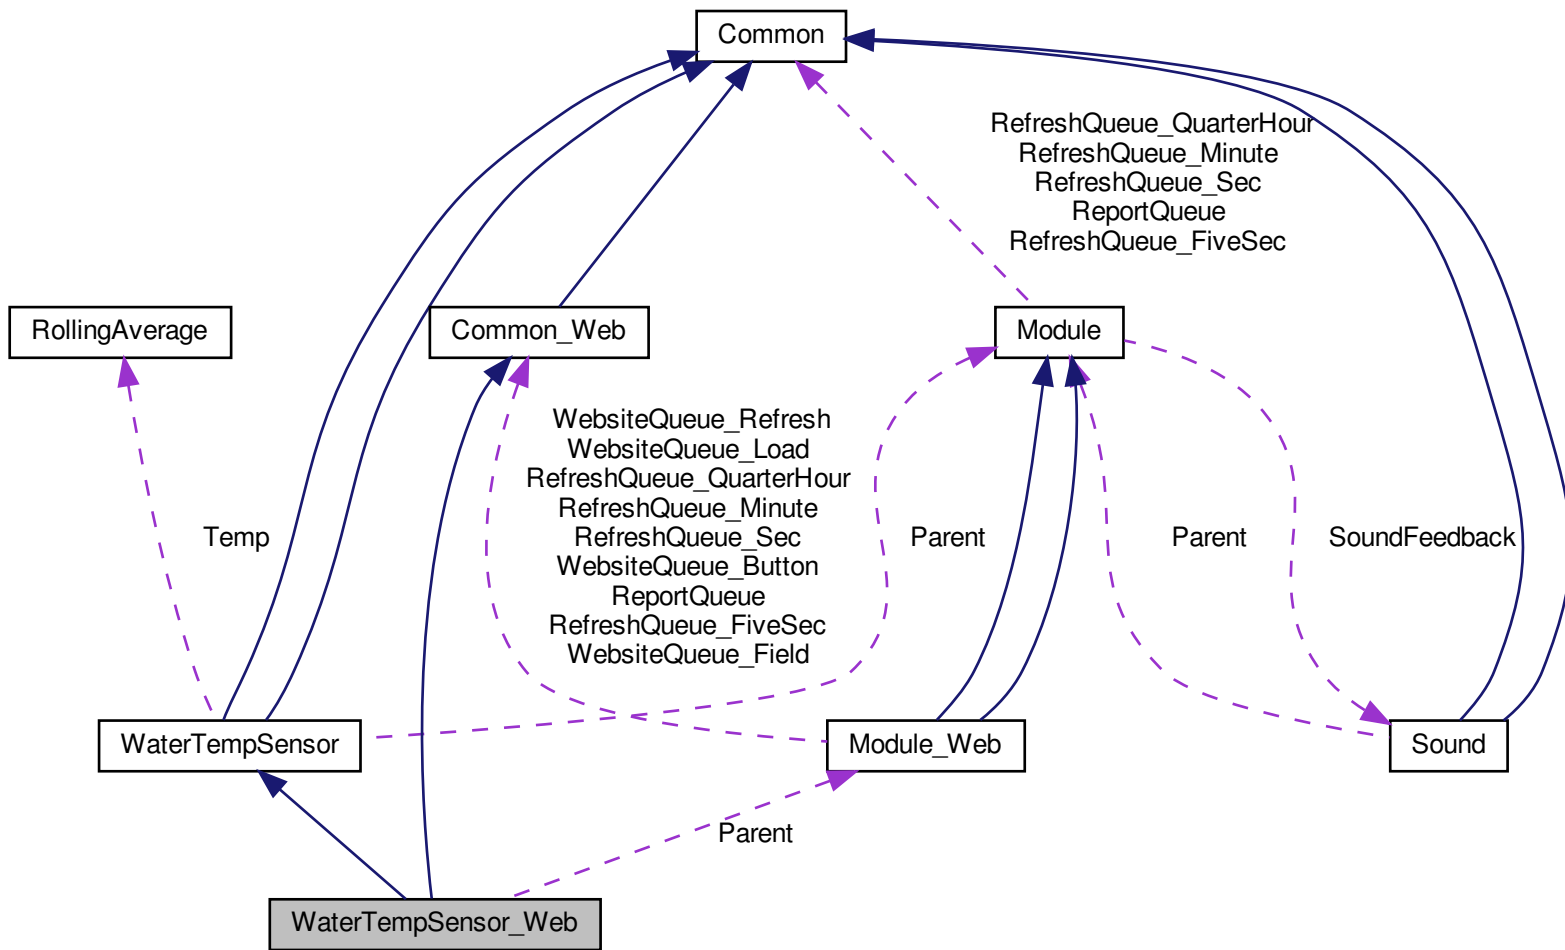 Common
RefreshQueue_QuarterHour
RefreshQueue_Minute
RefreshQueue_Sec
ReportQueue
RefreshQueue_FiveSec
RollingAverage
Common_Web
Module
WebsiteQueue_Refresh
WebsiteQueue_Load
RefreshQueue_QuarterHour
RefreshQueue_Minute
RefreshQueue_Sec
WebsiteQueue_Button
ReportQueue
RefreshQueue_FiveSec
WebsiteQueue_Field
Temp
Parent
Parent
SoundFeedback
WaterTempSensor
Module_Web
Sound
Parent
WaterTempSensor_Web